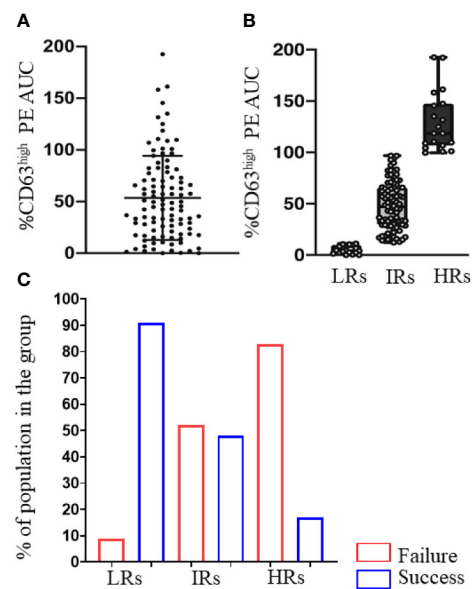 A
%CD63high PE AUC
200
150
100
50
0
B
%CD63high PE AUC
200
150
100
50
0
LRs IRs HRs
C
% of population in the group
100
90
80
70
60
50
40
30
20
10
0
LRs IRs HRs
Failure
Success